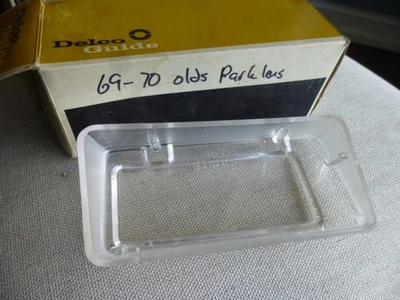 Delco
Guide
69-70 olds Park lens